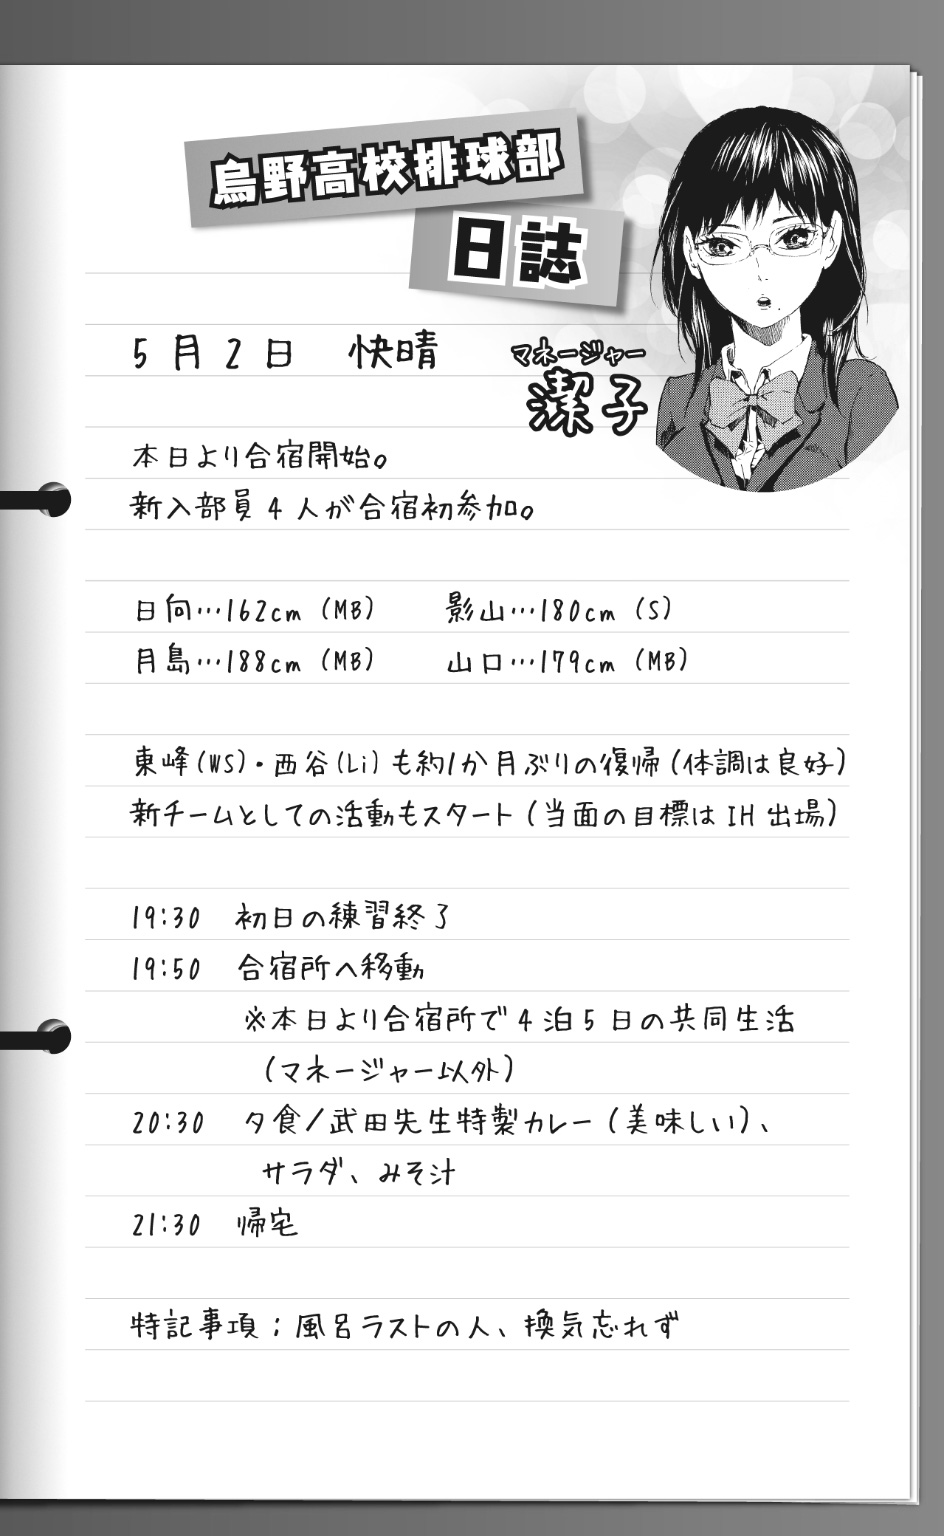 烏野高校排球部
日誌
5月2日 快晴
マネージャー
潔子
本日より合宿開始。
新入部員4人が合宿初参加。
日向…162cm(MB) 影山…180cm(S)
月島…188cm(MB) 山口…179cm(MB)
東峰(WS)・西谷(Li)も約1か月ぶりの復帰(体調は良好)
新チームとしての活動もスタート(当面の目標はIH出場)
19:30 初日の練習終了
19:50 合宿所へ移動
※本日より合宿所で4泊5日の共同生活
(マネージャー以外)
20:30 夕食/武田先生特製カレー(美味しい)、
サラダ、みそ汁
21:30 帰宅
特記事項;風呂ラストの人、換気忘れず